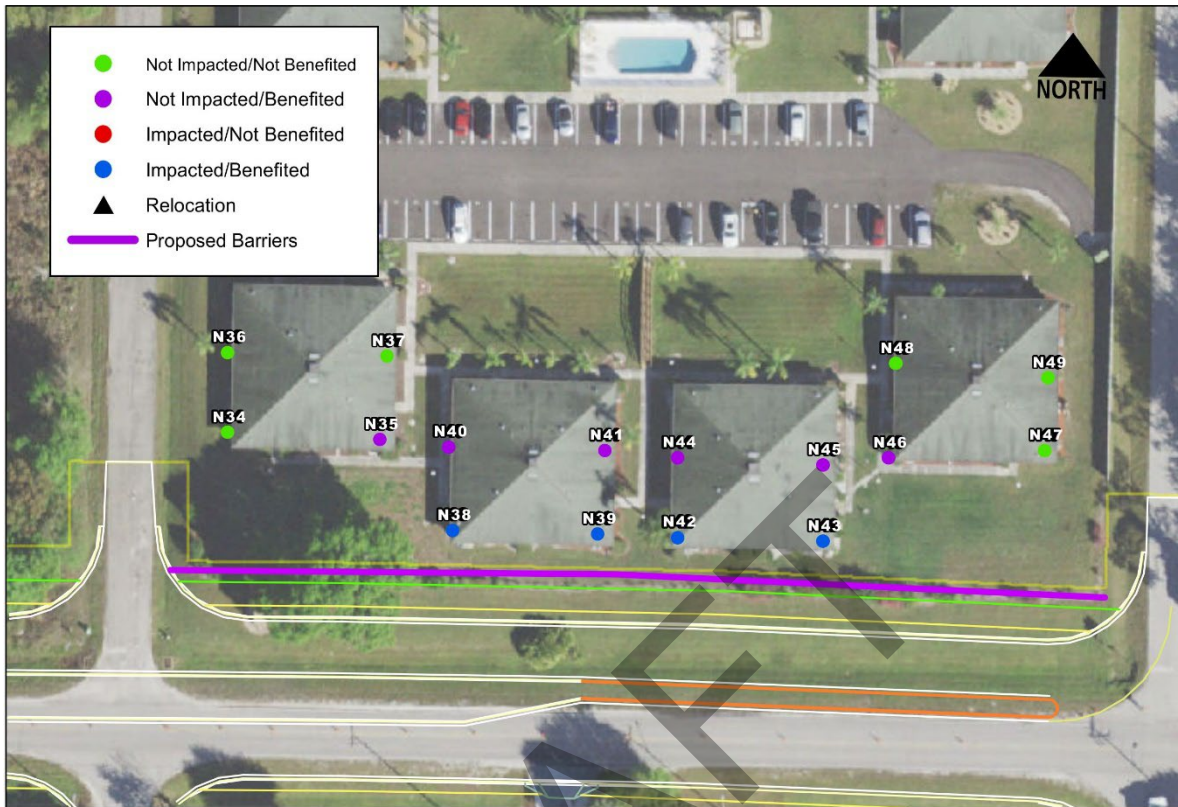 Not Impacted/Not Benefited
Not Impacted/Benefited
Impacted/Not Benefited
Impacted/Benefited
Relocation
Proposed Barriers
NORTH
N36
N37
N34
N35
N40
N41
N38
N39
N44
N45
N42
N43
N48
N49
N46
N47
AFT